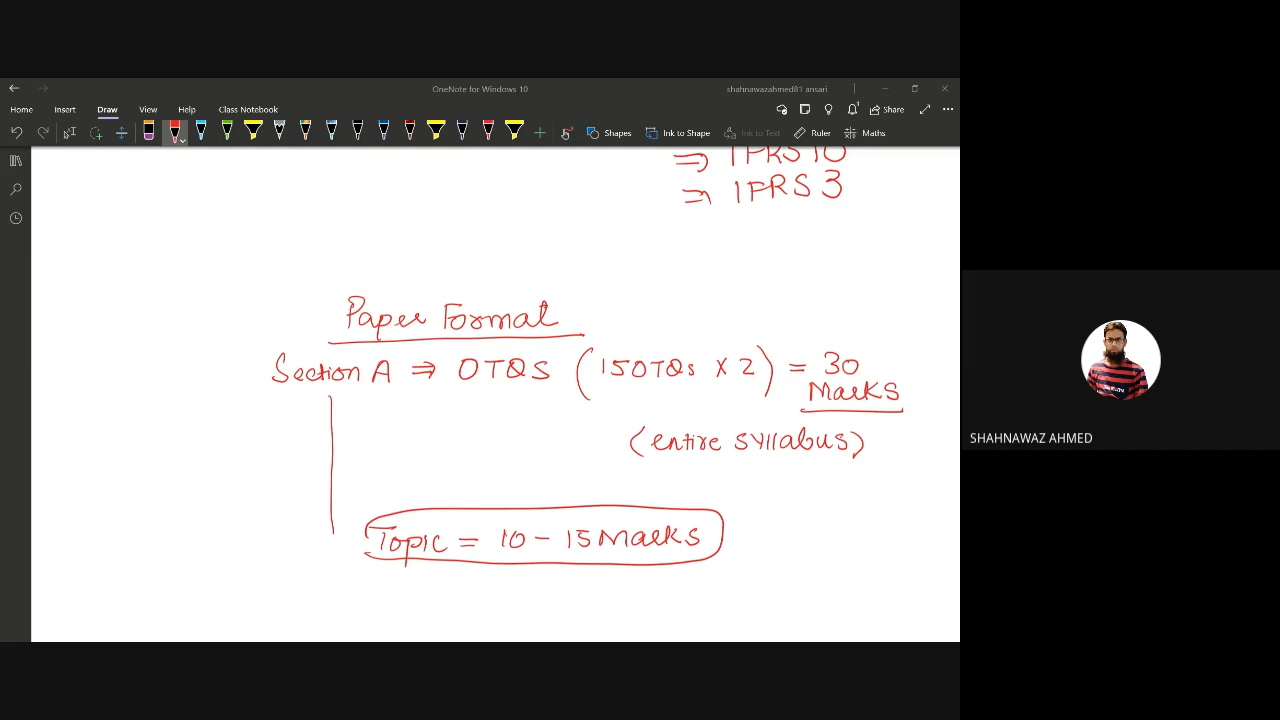 OneNote for Windows 10
shahnawazahmed81 ansari
Home Insert Draw View Help Class Notebook
Share
Shapes Ink to Shape Ink to Text Ruler Maths
⇒ IFRS 10
⇒ IFRS 3
Paper Format
Section A ⇒ OTQS (15OTQs x 2) = 30
Marks
(entire syllabus)
Topic = 10 - 15 Marks
SHAHNAWAZ AHMED